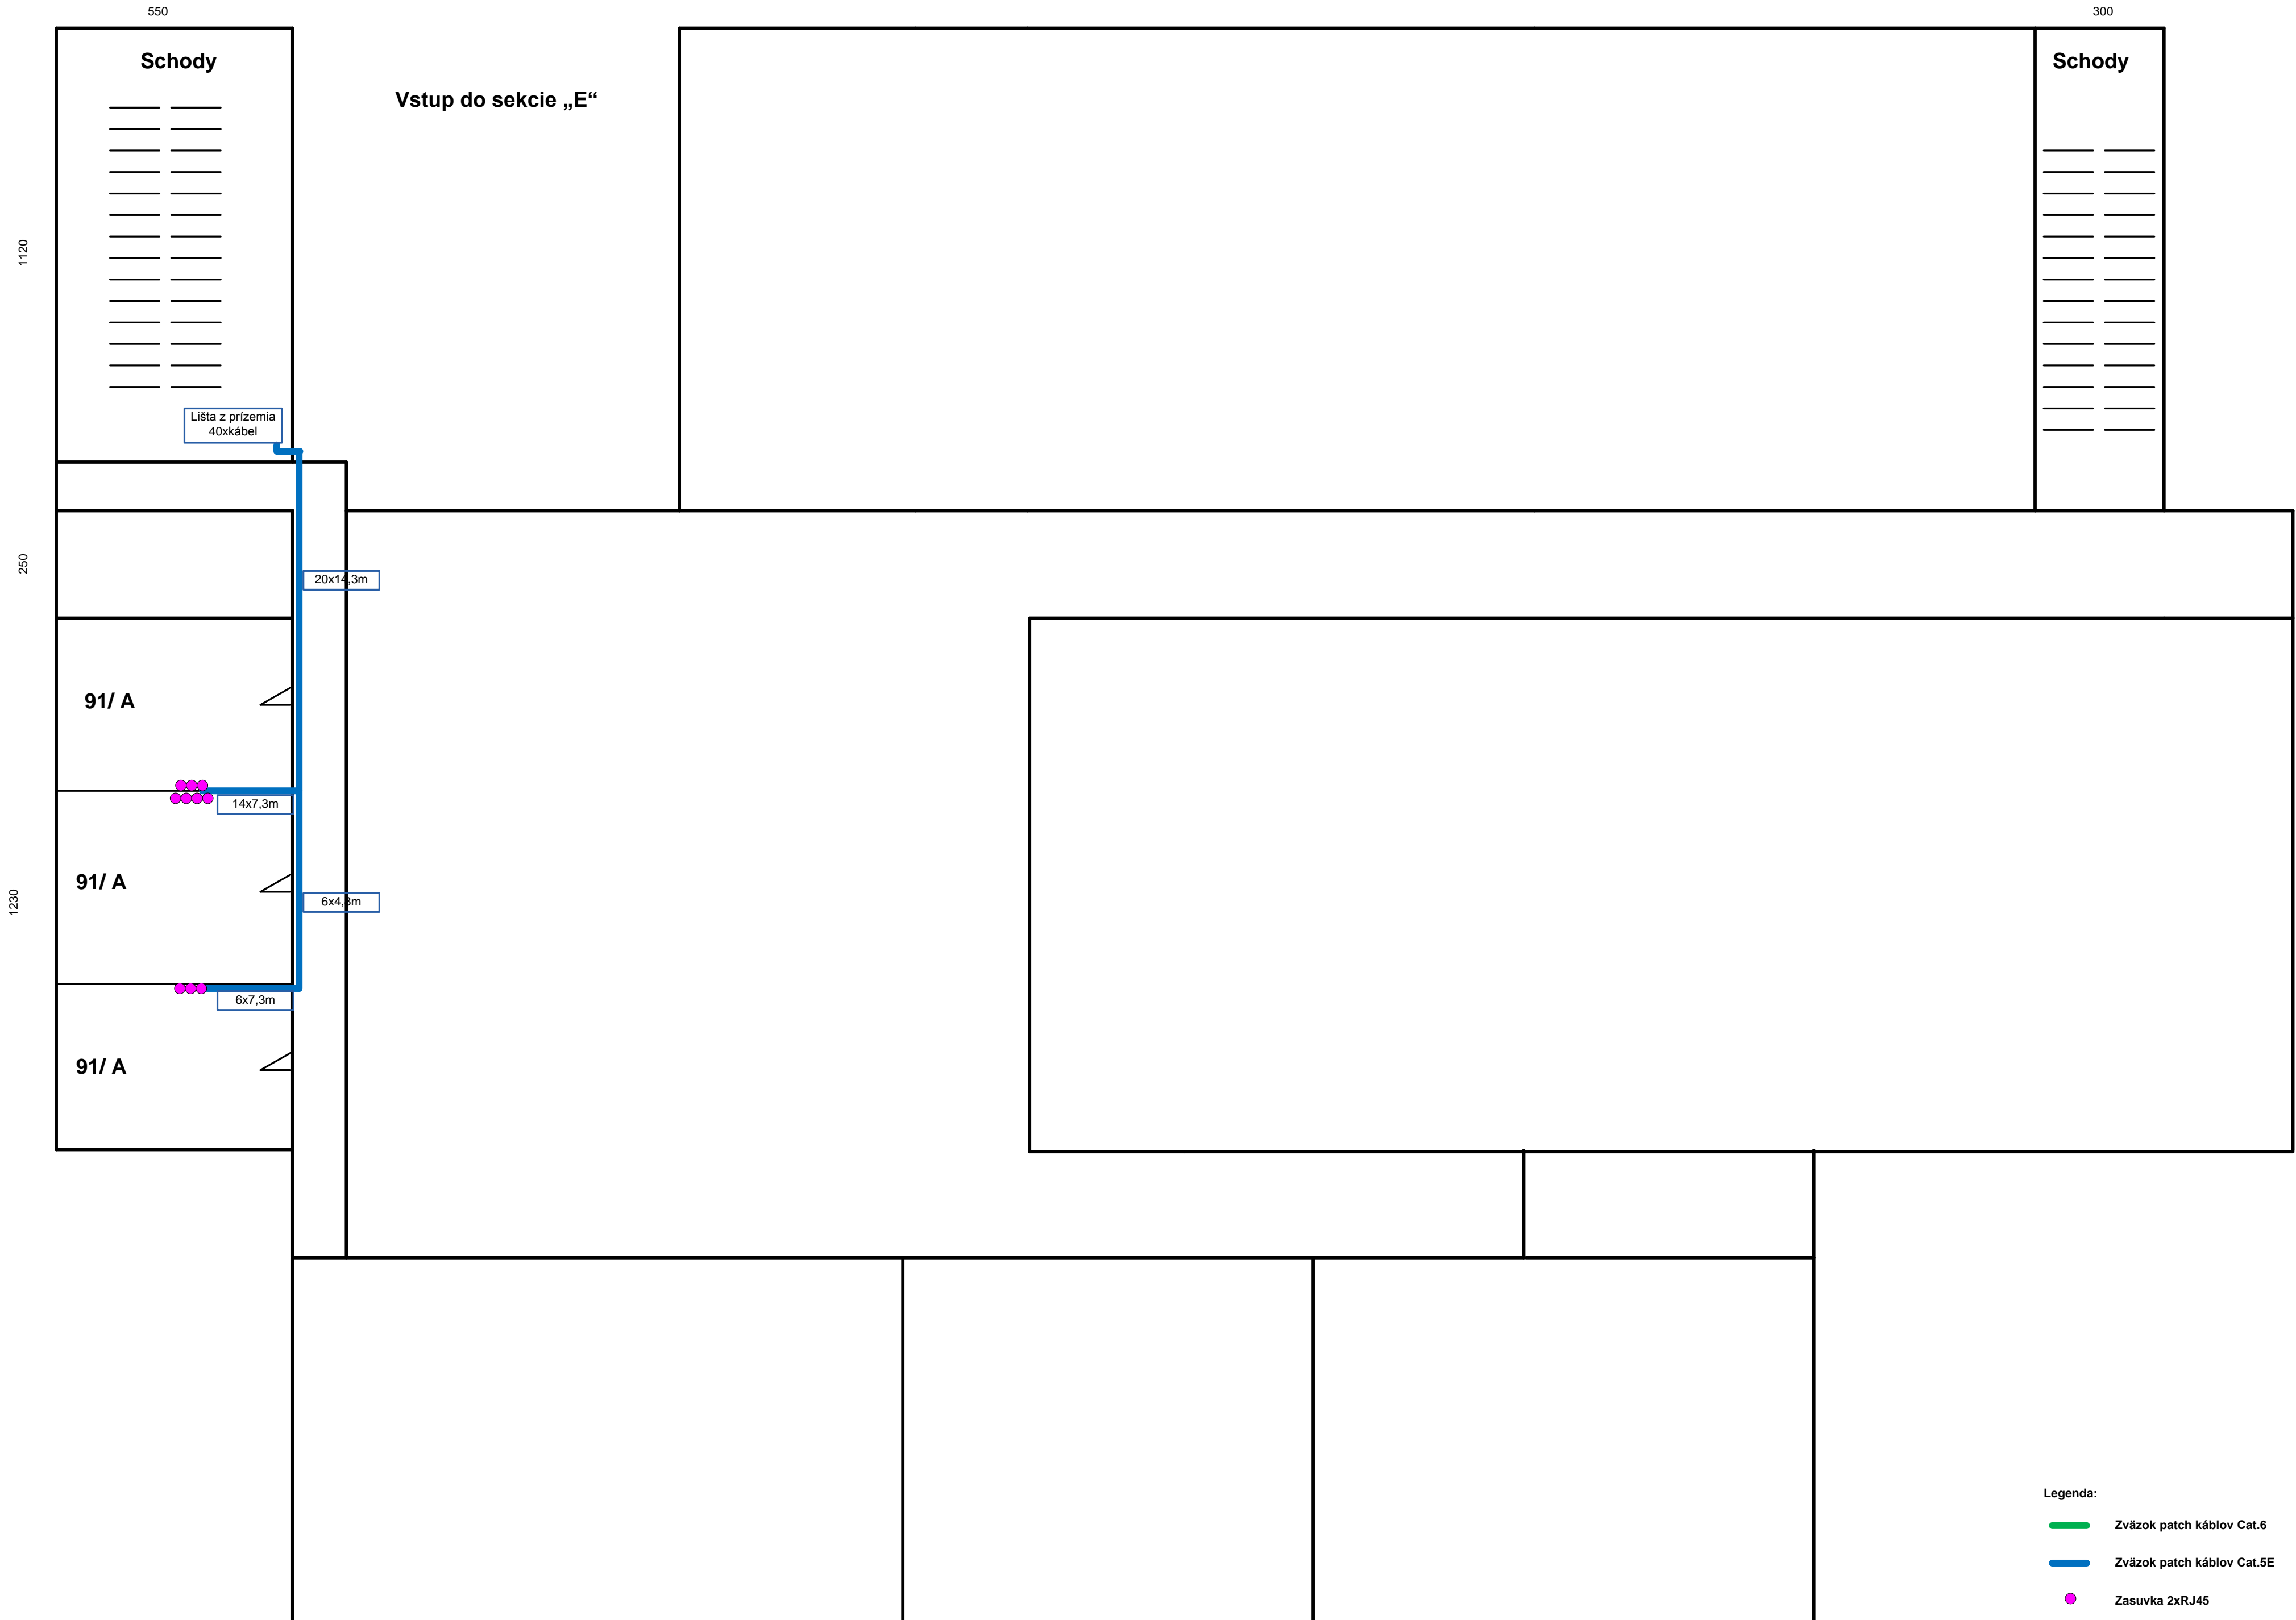 550
300
Schody
Schody
Vstup do sekcie „E“
1120
Lišta z prízemia
40xkábel
250
20x14,3m
91/ A
14x7,3m
91/ A
6x4,8m
1230
6x7,3m
91/ A
Legenda:
Zväzok patch káblov Cat.6
Zväzok patch káblov Cat.5E
Zasuvka 2xRJ45